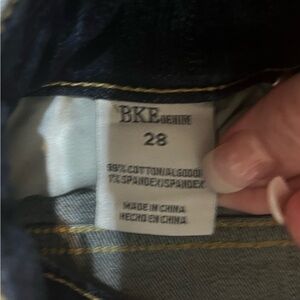 BKE DENIM
28
99% COTTON/ALGODON
1% SPANDEX/SPANDEX
MADE IN CHINA
HECHO EN CHINA